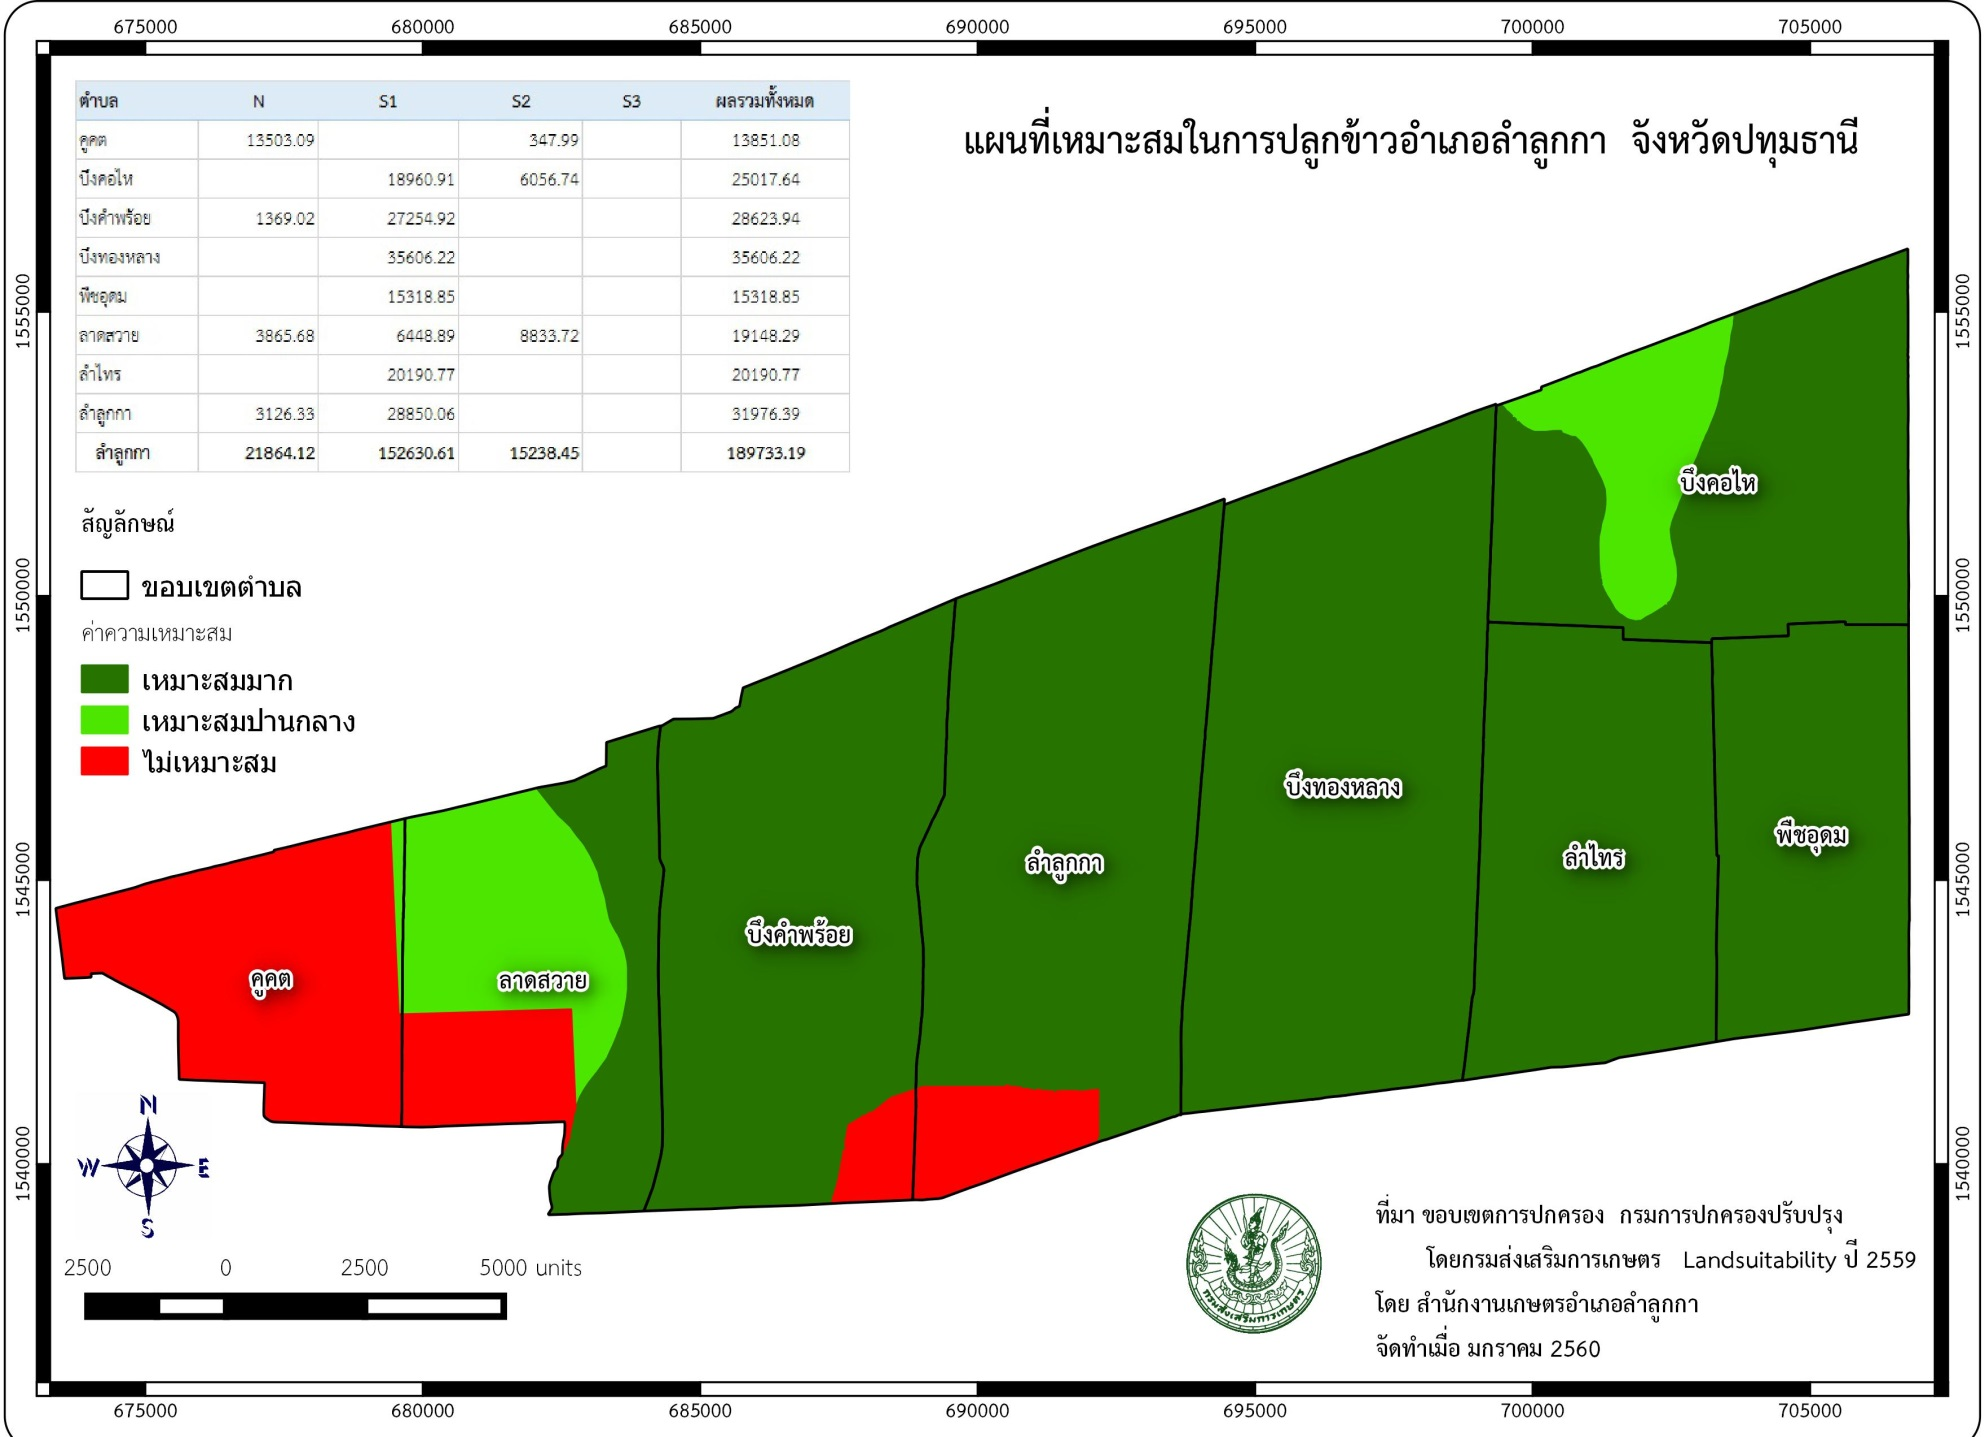 675000 680000 685000 690000 695000 700000 705000
แผนที่เหมาะสมในการปลูกข้าวอำเภอลำลูกกา จังหวัดปทุมธานี
ตำบล N S1 S2 S3 ผลรวมทั้งหมด
คูคต 13503.09 347.99 13851.08
บึงคอไห 18960.91 6056.74 25017.64
บึงคำพร้อย 1369.02 27254.92 28623.94
บึงทองหลาง 35606.22 35606.22
พืชอุดม 15318.85 15318.85
ลาดสวาย 3865.68 6448.89 8833.72 19148.29
ลำไทร 20190.77 20190.77
ลำลูกกา 3126.33 28850.06 31976.39
ลำลูกกา 21864.12 152630.61 15238.45 189733.19
สัญลักษณ์
ขอบเขตตำบล
ค่าความเหมาะสม
เหมาะสมมาก
เหมาะสมปานกลาง
ไม่เหมาะสม
1555000
1550000
1545000
1540000
1555000
1550000
1545000
1540000
บึงคอไห
บึงทองหลาง
พืชอุดม
ลำไทร
ลำลูกกา
บึงคำพร้อย
ลาดสวาย
คูคต
N
W E
S
2500 0 2500 5000 units
กรมส่งเสริมการเกษตร
ที่มา ขอบเขตการปกครอง กรมการปกครองปรับปรุง
โดยกรมส่งเสริมการเกษตร Landsuitability ปี 2559
โดย สำนักงานเกษตรอำเภอลำลูกกา
จัดทำเมื่อ มกราคม 2560
675000 680000 685000 690000 695000 700000 705000